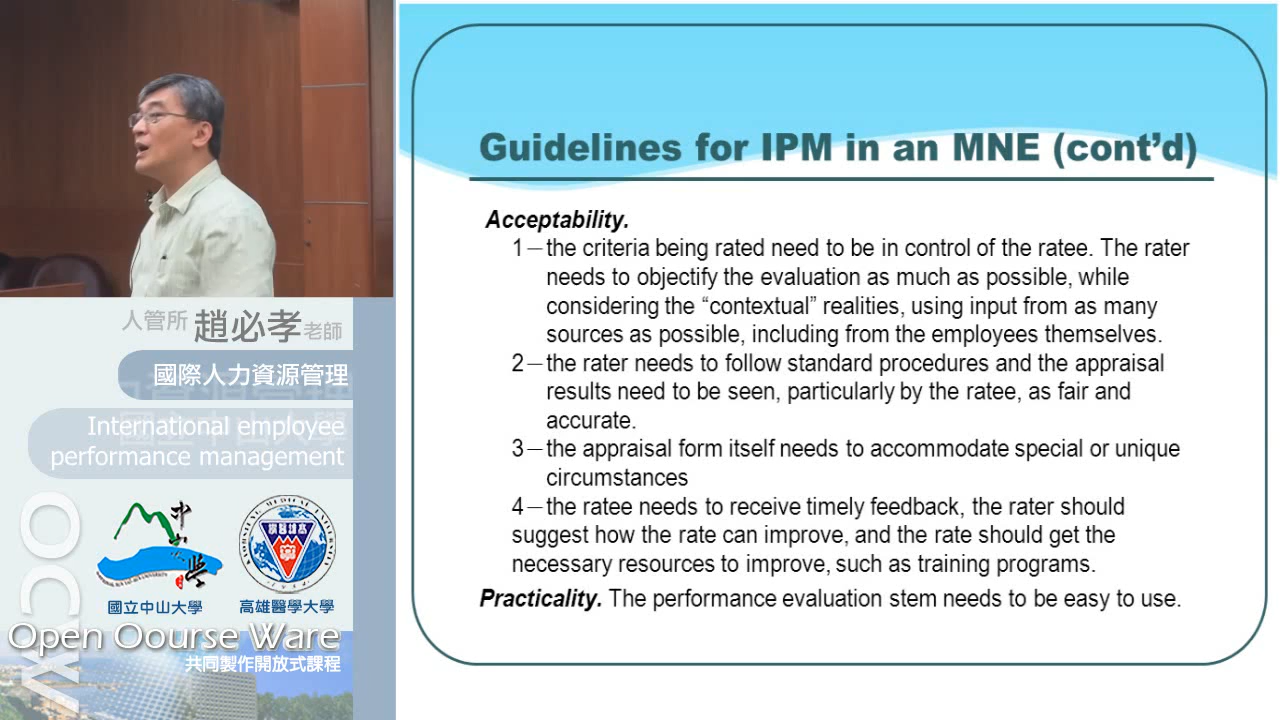 Guidelines for IPM in an MNE (cont’d)
Acceptability.
1－the criteria being rated need to be in control of the ratee. The rater
needs to objectify the evaluation as much as possible, while
considering the “contextual” realities, using input from as many
sources as possible, including from the employees themselves.
2－the rater needs to follow standard procedures and the appraisal
results need to be seen, particularly by the ratee, as fair and
accurate.
3－the appraisal form itself needs to accommodate special or unique
circumstances
4－the ratee needs to receive timely feedback, the rater should
suggest how the rate can improve, and the rate should get the
necessary resources to improve, such as training programs.
Practicality. The performance evaluation stem needs to be easy to use.
人管所 趙必孝老師
國際人力資源管理
International employee
performance management
中山大學
KAOHSIUNG MEDICAL UNIVERSITY
國立中山大學
高雄醫學大學
OCW
Open Oourse Ware
共同製作開放式課程